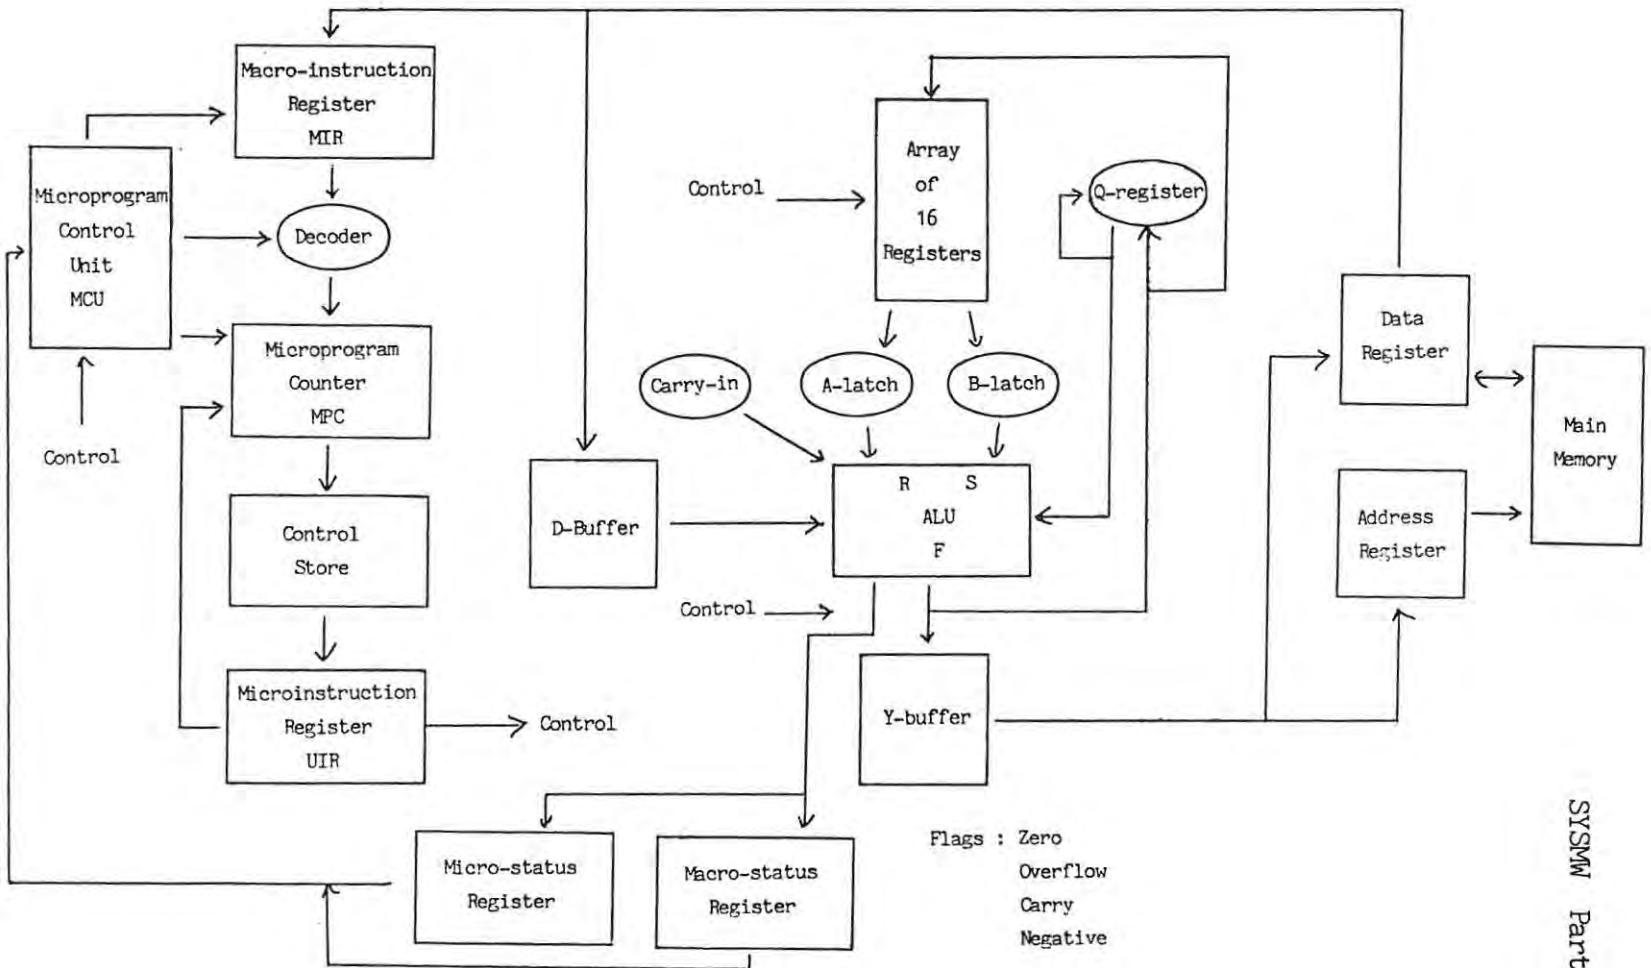 Macro-instruction
Register
MIR
Microprogram
Control
Unit
MCU
Decoder
Microprogram
Counter
MPC
Control
Control
Store
Microinstruction
Register
UIR
Control
Control
Array
of
16
Registers
Q-register
Carry-in
A-latch
B-latch
D-Buffer
R S
ALU
F
Control
Y-buffer
Data
Register
Main
Memory
Address
Register
Micro-status
Register
Macro-status
Register
Flags : Zero
Overflow
Carry
Negative
SYSMW Part